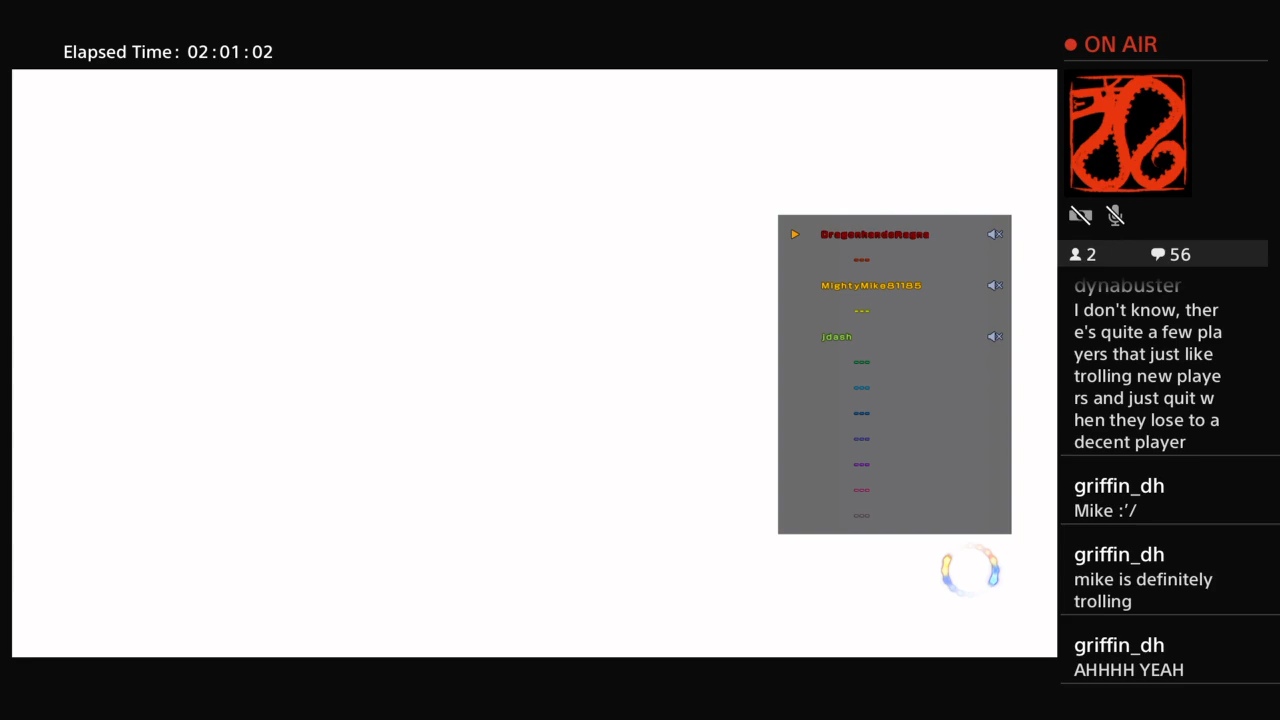 Elapsed Time: 02:01:02
ON AIR
DragonhandsRagna
---
MightyMike81185
---
jdash
---
---
---
---
---
---
---
2
56
dynabuster
I don't know, ther
e's quite a few pla
yers that just like
trolling new playe
rs and just quit w
hen they lose to a
decent player
griffin_dh
Mike :'/
griffin_dh
mike is definitely
trolling
griffin_dh
AHHHH YEAH